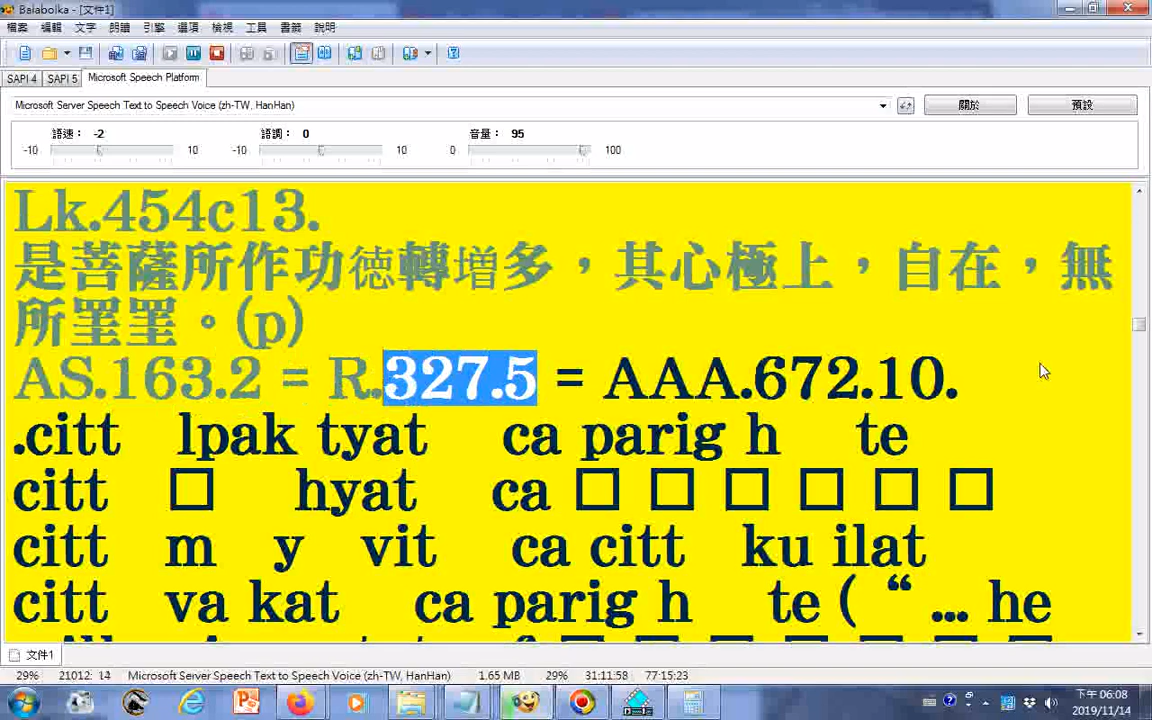 Balabolka - [文件1]
檔案 編輯 文字 朗讀 引擎 選項 檢視 工具 書籤 說明
SAPI 4 SAPI 5 Microsoft Speech Platform
Microsoft Server Speech Text to Speech Voice (zh-TW, HanHan) 關於 預設
語速： -2 語調： 0 音量： 95
-10 10 -10 10 0 100
Lk.454c13.
是菩薩所作功徳轉增多，其心極上，自在，無
所罣罣。(p)
AS.163.2 = R.327.5 = AAA.672.10.
.citt lpak tyat ca parig h te
citt □ hyat ca □ □ □ □ □ □
citt m y vit ca citt ku ilat
citt va kat ca parig h te ( “ ... he
文件1
29% 21012: 14 Microsoft Server Speech Text to Speech Voice (zh-TW, HanHan) 1.65 MB 29% 31:11:58 77:15:23
下午 06:08
2019/11/14